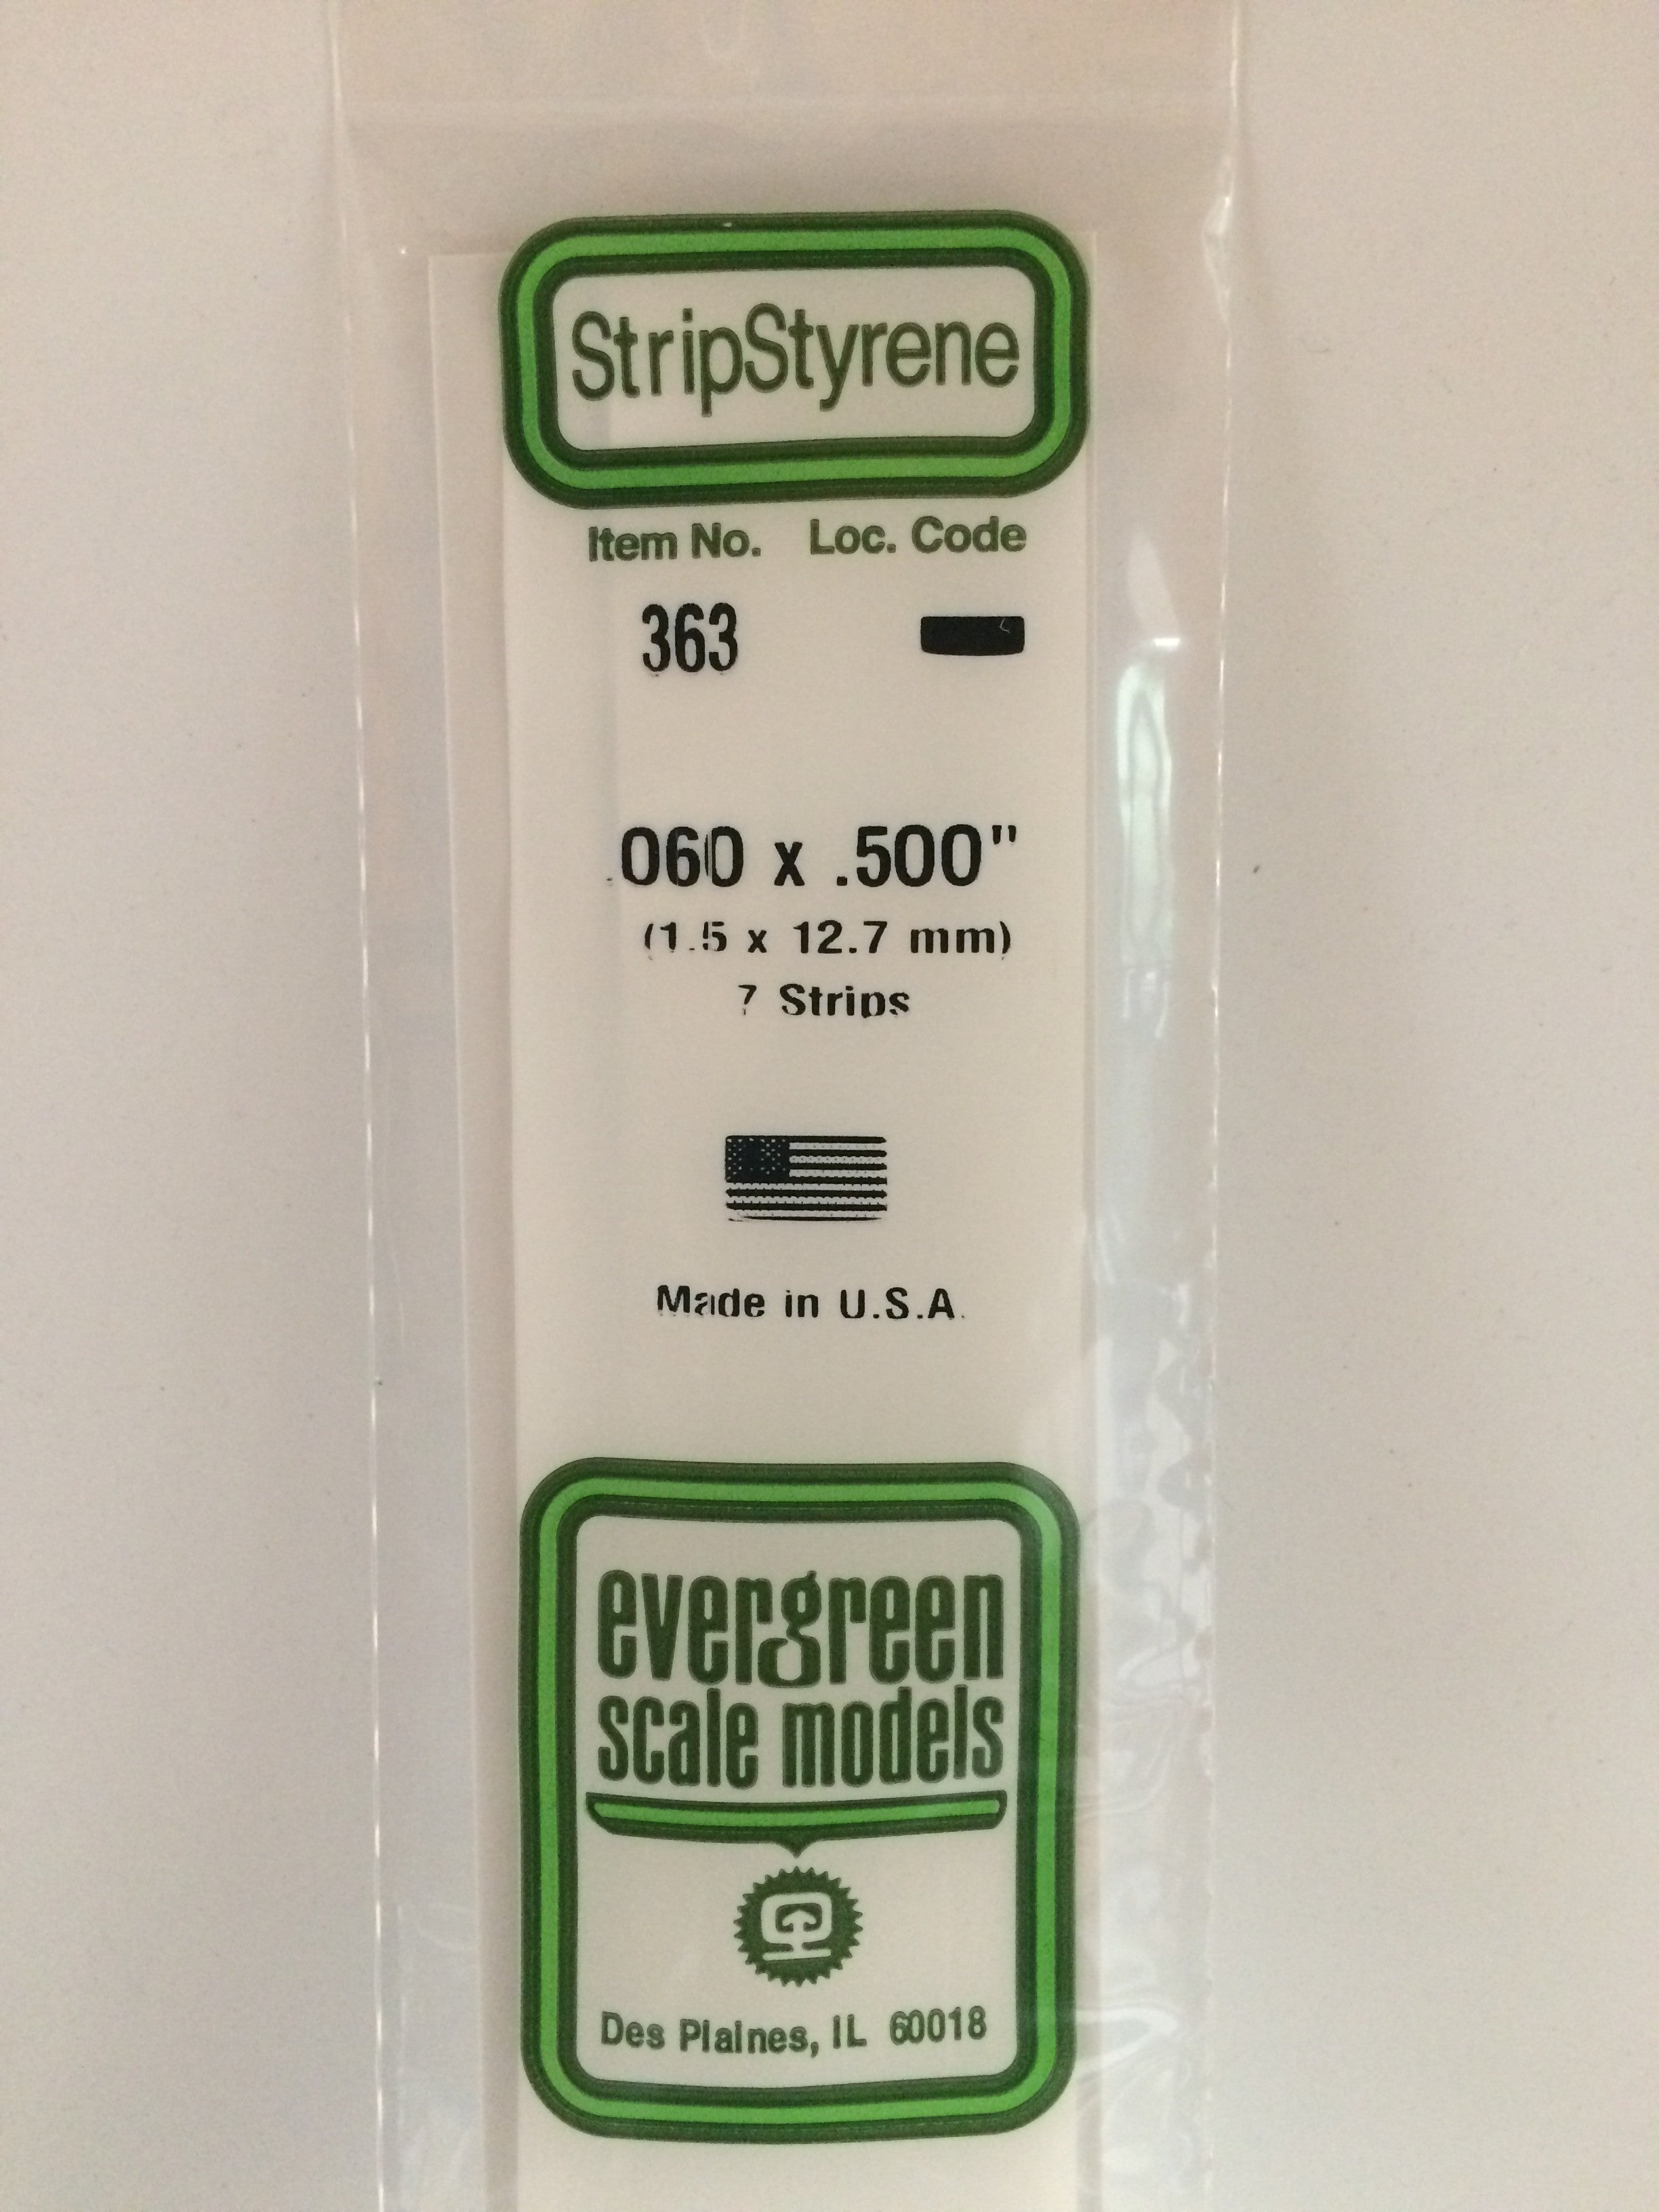 StripStyrene
Item No. Loc. Code
363
.060 x .500"
(1.5 x 12.7 mm)
7 Strips
Made in U.S.A.
evergreen
scale models
Des Plaines, IL 60018